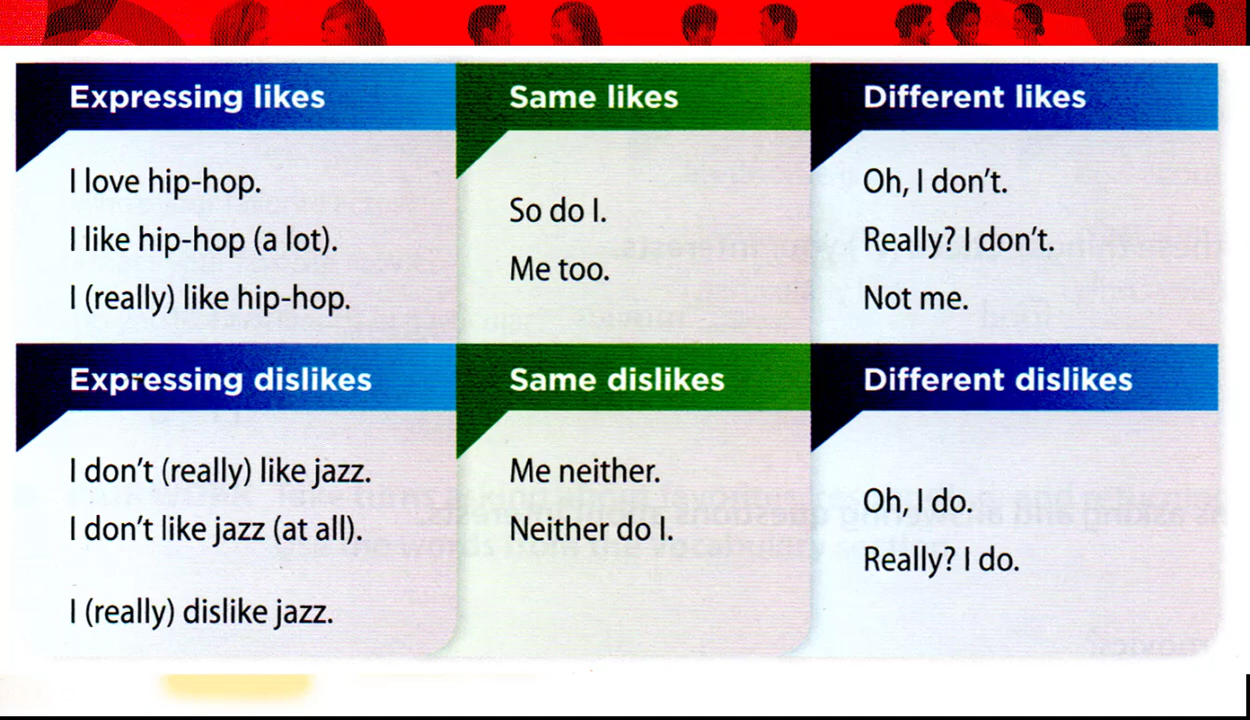 Expressing likes
I love hip-hop.
I like hip-hop (a lot).
I (really) like hip-hop.
Same likes
So do I.
Me too.
Different likes
Oh, I don't.
Really? I don't.
Not me.
Expressing dislikes
I don't (really) like jazz.
I don't like jazz (at all).
I (really) dislike jazz.
Same dislikes
Me neither.
Neither do I.
Different dislikes
Oh, I do.
Really? I do.